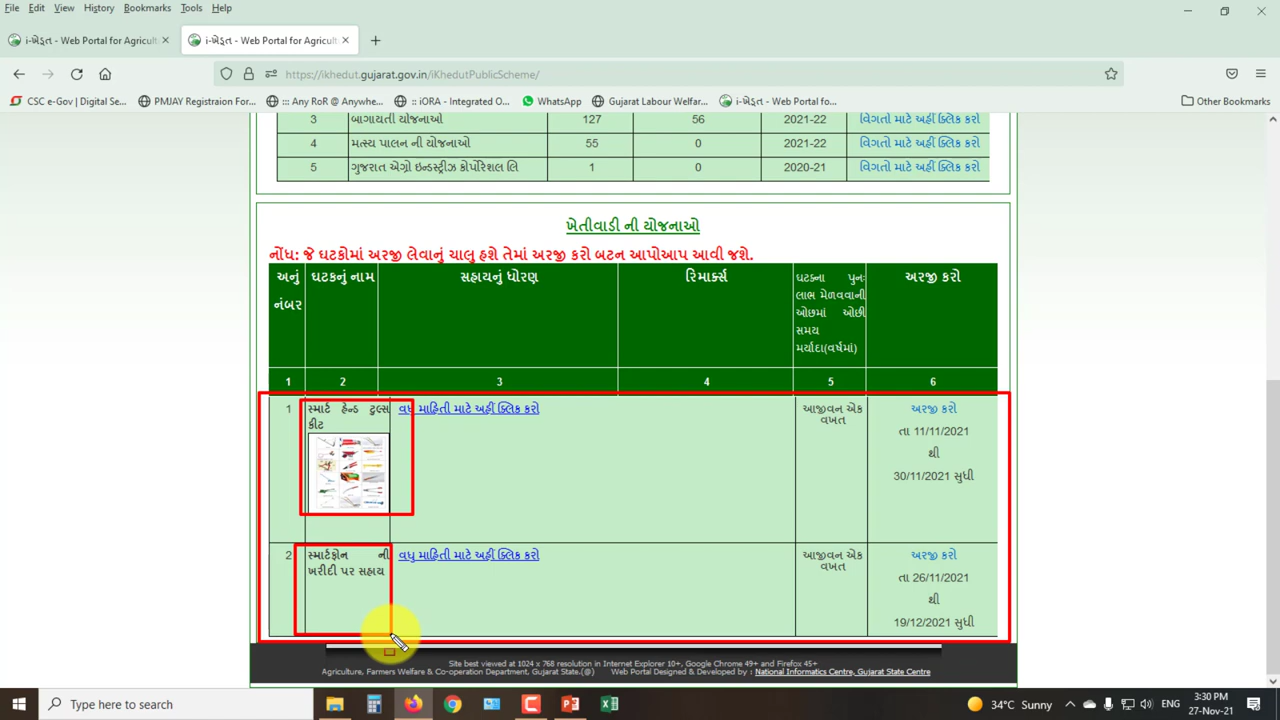 File Edit View History Bookmarks Tools Help
i-ખેડૂત - Web Portal for Agricult
i-ખેડૂત - Web Portal for Agricult
https://ikhedut.gujarat.gov.in/iKhedutPublicScheme/
CSC e-Gov | Digital Se... PMJAY Registraion For... ::: Any RoR @ Anywhe... :: iORA - Integrated O... WhatsApp Gujarat Labour Welfar... i-ખેડૂત - Web Portal fo... Other Bookmarks
3 બાગાયતી યોજનાઓ 127 56 2021-22 વિગતો માટે અહીં ક્લિક કરો
4 મત્સ્ય પાલન ની યોજનાઓ 55 0 2021-22 વિગતો માટે અહીં ક્લિક કરો
5 ગુજરાત એગ્રો ઇન્ડસ્ટ્રીઝ કોર્પોરેશલ લિ 1 0 2020-21 વિગતો માટે અહીં ક્લિક કરો
ખેતીવાડી ની યોજનાઓ
નોંધ: જે ઘટકોમાં અરજી લેવાનું ચાલુ હશે તેમાં અરજી કરો બટન આપોઆપ આવી જશે.
અનું નંબર
ઘટકનું નામ
સહાયનું ધોરણ
રિમાર્ક્સ
ઘટકના પુનઃ
લાભ મેળવવાની
ઓછમાં ઓછી
સમય
મર્યાદા(વર્ષમાં)
અરજી કરો
1 2 3 4 5 6
1
સ્માર્ટ હેન્ડ ટુલ્સ
કીટ
વધુ માહિતી માટે અહીં ક્લિક કરો
આજીવન એક
વખત
અરજી કરો
તા 11/11/2021
થી
30/11/2021 સુધી
2
સ્માર્ટફોન ની
ખરીદી પર સહાય
વધુ માહિતી માટે અહીં ક્લિક કરો
આજીવન એક
વખત
અરજી કરો
તા 26/11/2021
થી
19/12/2021 સુધી
Site best viewed at 1024 x 768 resolution in Internet Explorer 10+, Google Chrome 49+ and Firefox 45+
Agriculture, Farmers Welfare & Co-operation Department, Gujarat State.(@) Web Portal Designed & Developed by : National Informatics Centre, Gujarat State Centre
Type here to search
34°C Sunny
ENG
3:30 PM
27-Nov-21